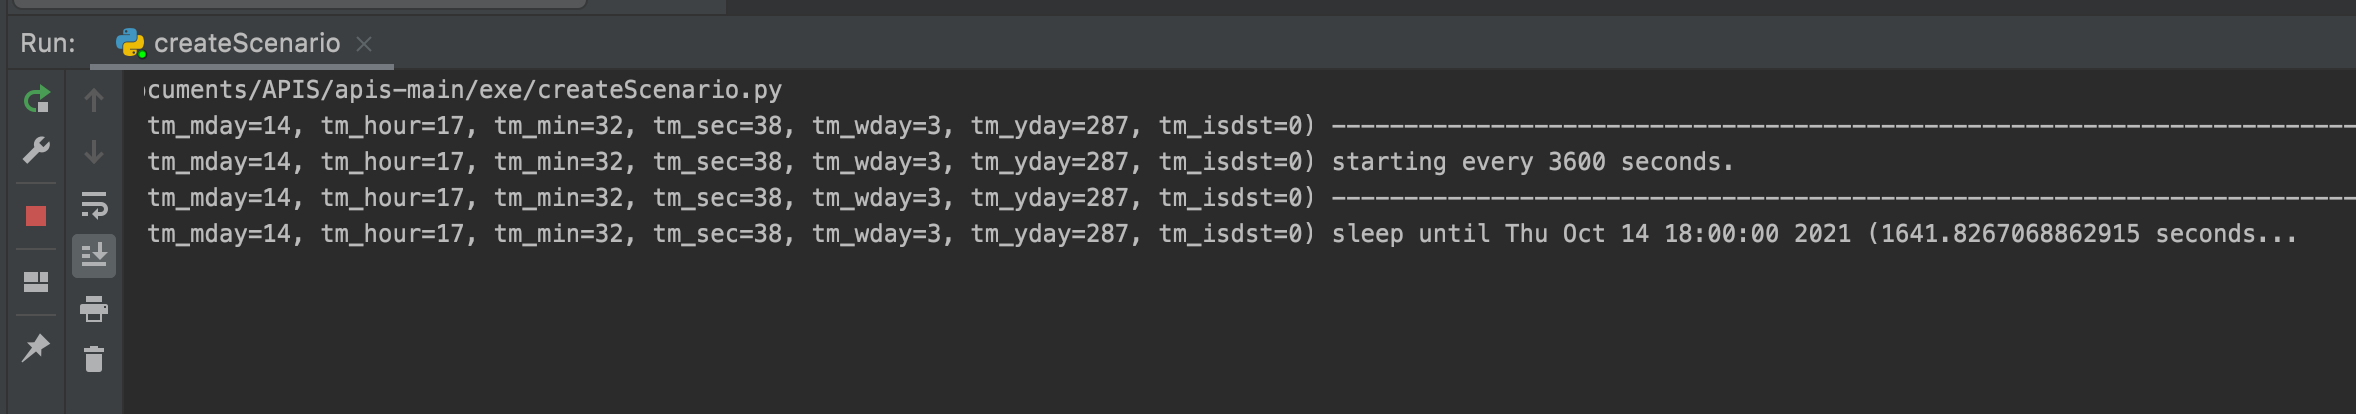 Run: createScenario
ocuments/APIS/apis-main/exe/createScenario.py
tm_mday=14, tm_hour=17, tm_min=32, tm_sec=38, tm_wday=3, tm_yday=287, tm_isdst=0) -----------------------------------------------------------------------
tm_mday=14, tm_hour=17, tm_min=32, tm_sec=38, tm_wday=3, tm_yday=287, tm_isdst=0) starting every 3600 seconds.
tm_mday=14, tm_hour=17, tm_min=32, tm_sec=38, tm_wday=3, tm_yday=287, tm_isdst=0) -----------------------------------------------------------------------
tm_mday=14, tm_hour=17, tm_min=32, tm_sec=38, tm_wday=3, tm_yday=287, tm_isdst=0) sleep until Thu Oct 14 18:00:00 2021 (1641.8267068862915 seconds...